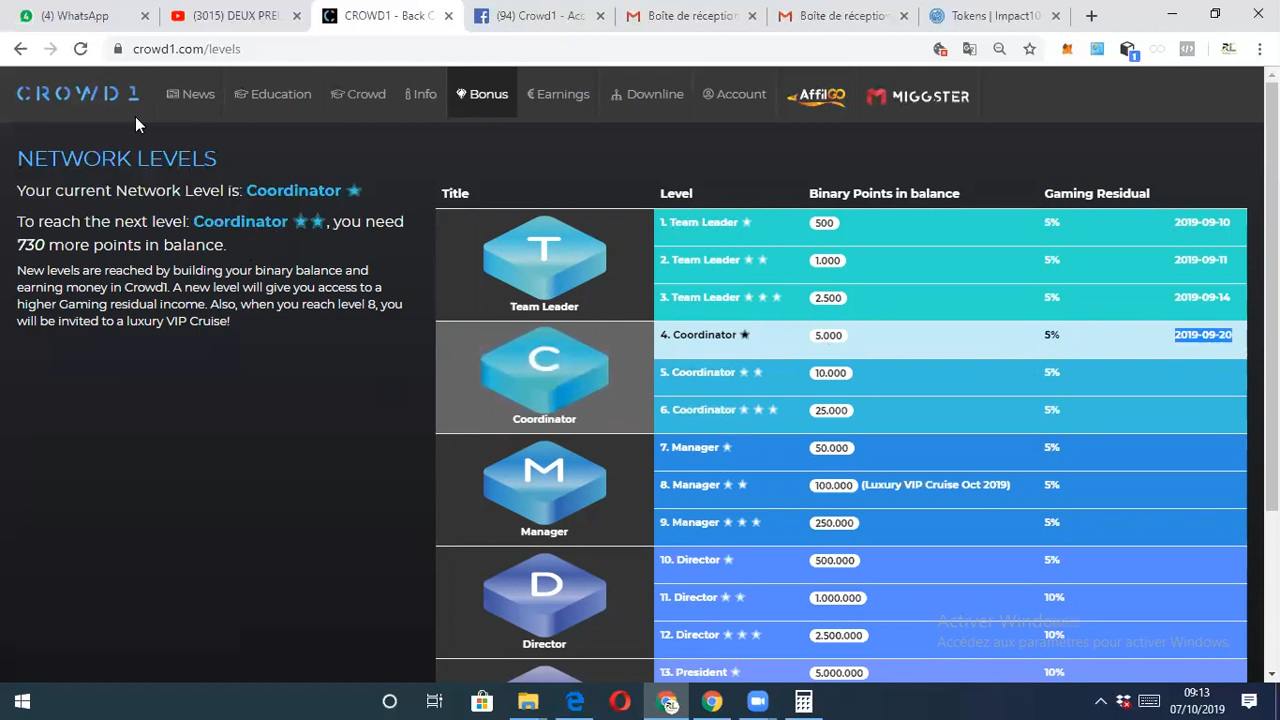 (4) WhatsApp
(3015) DEUX PREI
CROWD1 - Back C
(94) Crowd1 - Acc
Boîte de réception
Boîte de réception
Tokens | Impact10
crowd1.com/levels
CROWD1
News
Education
Crowd
Info
Bonus
Earnings
Downline
Account
AffilGO
MIGGSTER
NETWORK LEVELS
Your current Network Level is: Coordinator
To reach the next level: Coordinator , you need
730 more points in balance.
New levels are reached by building your binary balance and
earning money in Crowd1. A new level will give you access to a
higher Gaming residual income. Also, when you reach level 8, you
will be invited to a luxury VIP Cruise!
Title Level Binary Points in balance Gaming Residual
T
Team Leader
1. Team Leader 500 5% 2019-09-10
2. Team Leader 1.000 5% 2019-09-11
3. Team Leader 2.500 5% 2019-09-14
C
Coordinator
4. Coordinator 5.000 5% 2019-09-20
5. Coordinator 10.000 5%
6. Coordinator 25.000 5%
M
Manager
7. Manager 50.000 5%
8. Manager 100.000 (Luxury VIP Cruise Oct 2019) 5%
9. Manager 250.000 5%
D
Director
10. Director 500.000 5%
11. Director 1.000.000 10%
12. Director 2.500.000 10%
13. President 5.000.000 10%
Activer Windows
Accédez aux paramètres pour activer Windows.
09:13
07/10/2019